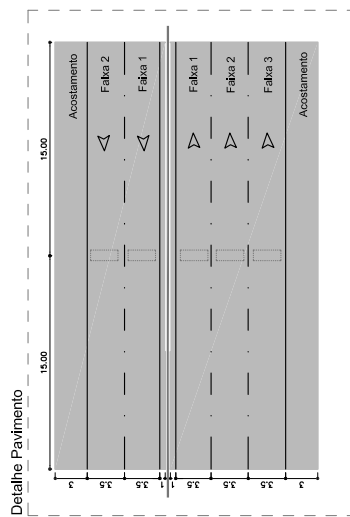 Detalhe Pavimento
Acostamento
Faixa 2
Faixa 1
Faixa 1
Faixa 2
Faixa 3
Acostamento
15.00
15.00
3
3.5
3.5
1
1
3.5
3.5
3.5
3